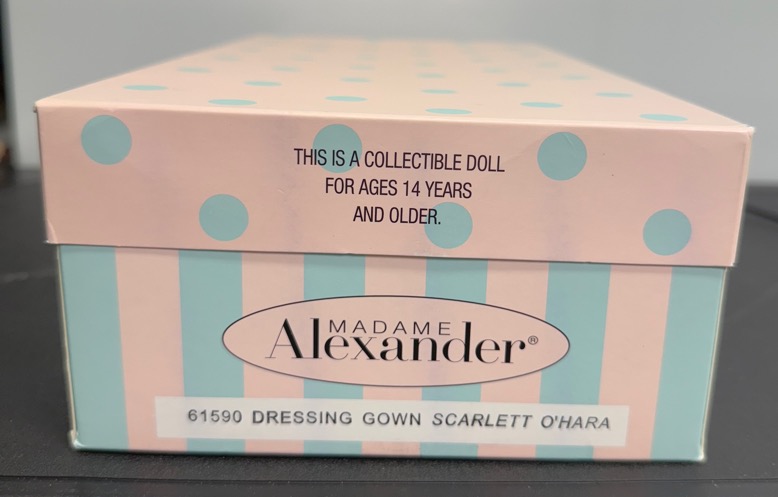 THIS IS A COLLECTIBLE DOLL
FOR AGES 14 YEARS
AND OLDER.
MADAME
Alexander®
61590 DRESSING GOWN SCARLETT O'HARA